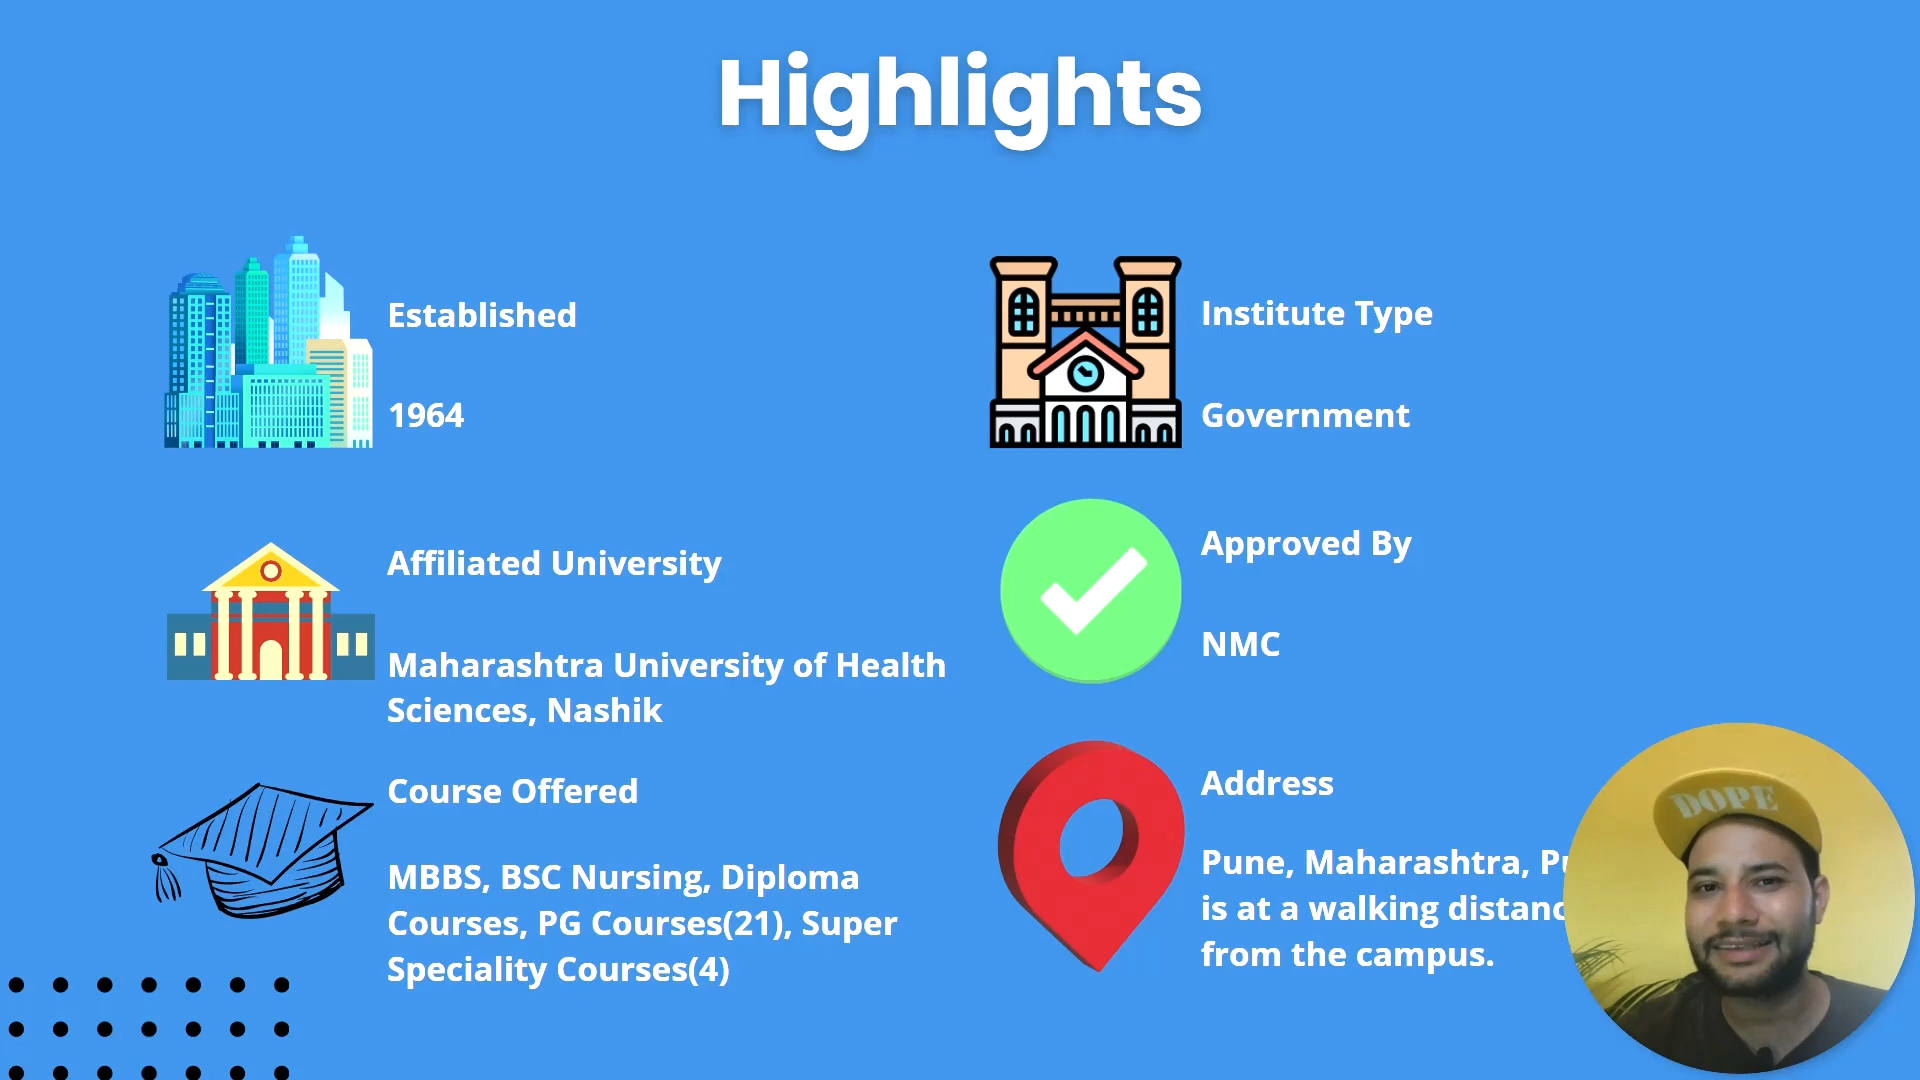 Highlights
Established
1964
Institute Type
Government
Affiliated University
Maharashtra University of Health
Sciences, Nashik
Approved By
NMC
Course Offered
MBBS, BSC Nursing, Diploma
Courses, PG Courses(21), Super
Speciality Courses(4)
Address
Pune, Maharashtra,
is at a walking
from the campus.
DOPE